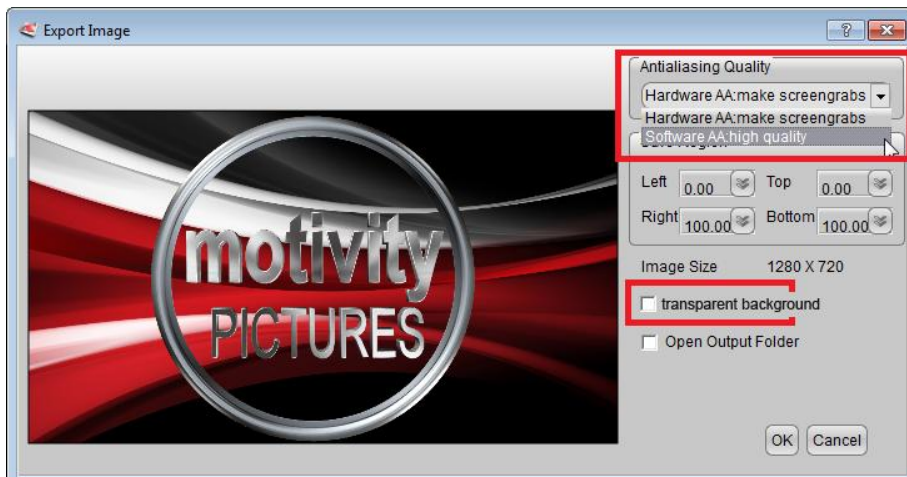 Export Image
Antialiasing Quality
Hardware AA:make screengrabs
Hardware AA:make screengrabs
Software AA:high quality
Left 0.00 Top 0.00
Right 100.00 Bottom 100.00
Image Size 1280 X 720
transparent background
Open Output Folder
OK Cancel
motivity
PICTURES